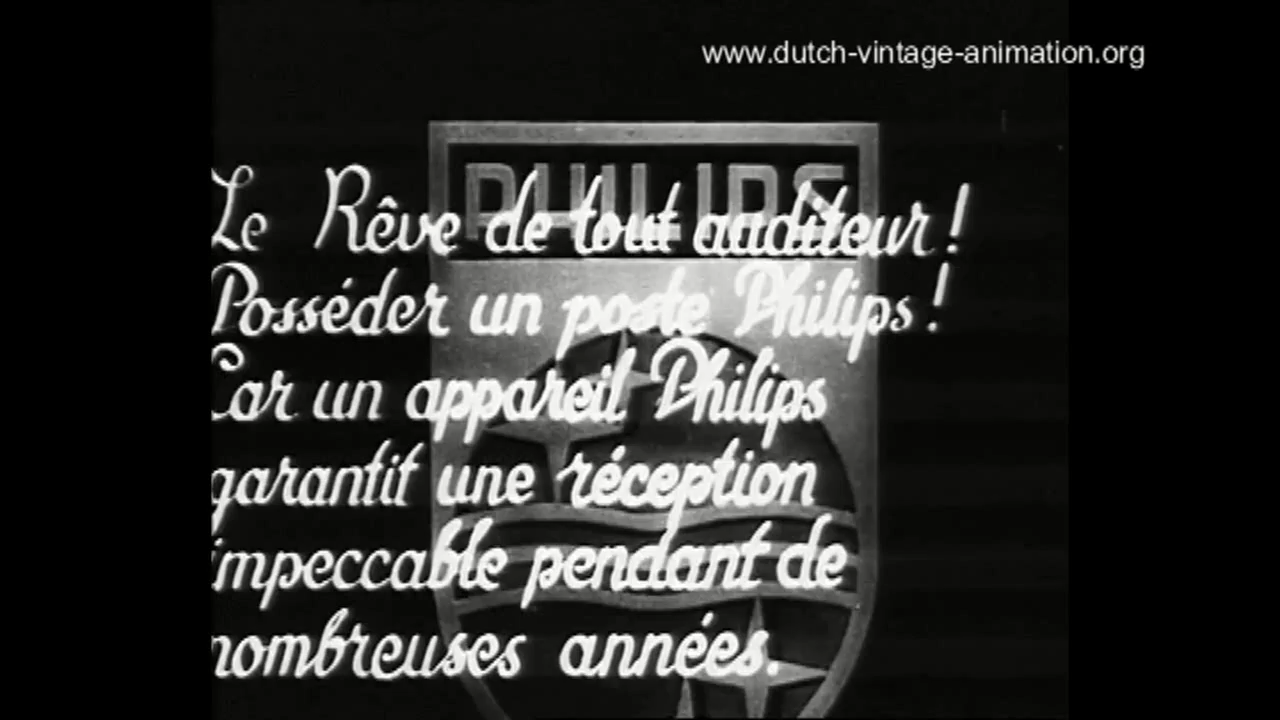 www.dutch-vintage-animation.org
PHILIPS
Le Rêve de tout auditeur!
Posséder un poste Philips!
Car un appareil Philips
garantit une réception
impeccable pendant de
nombreuses années.